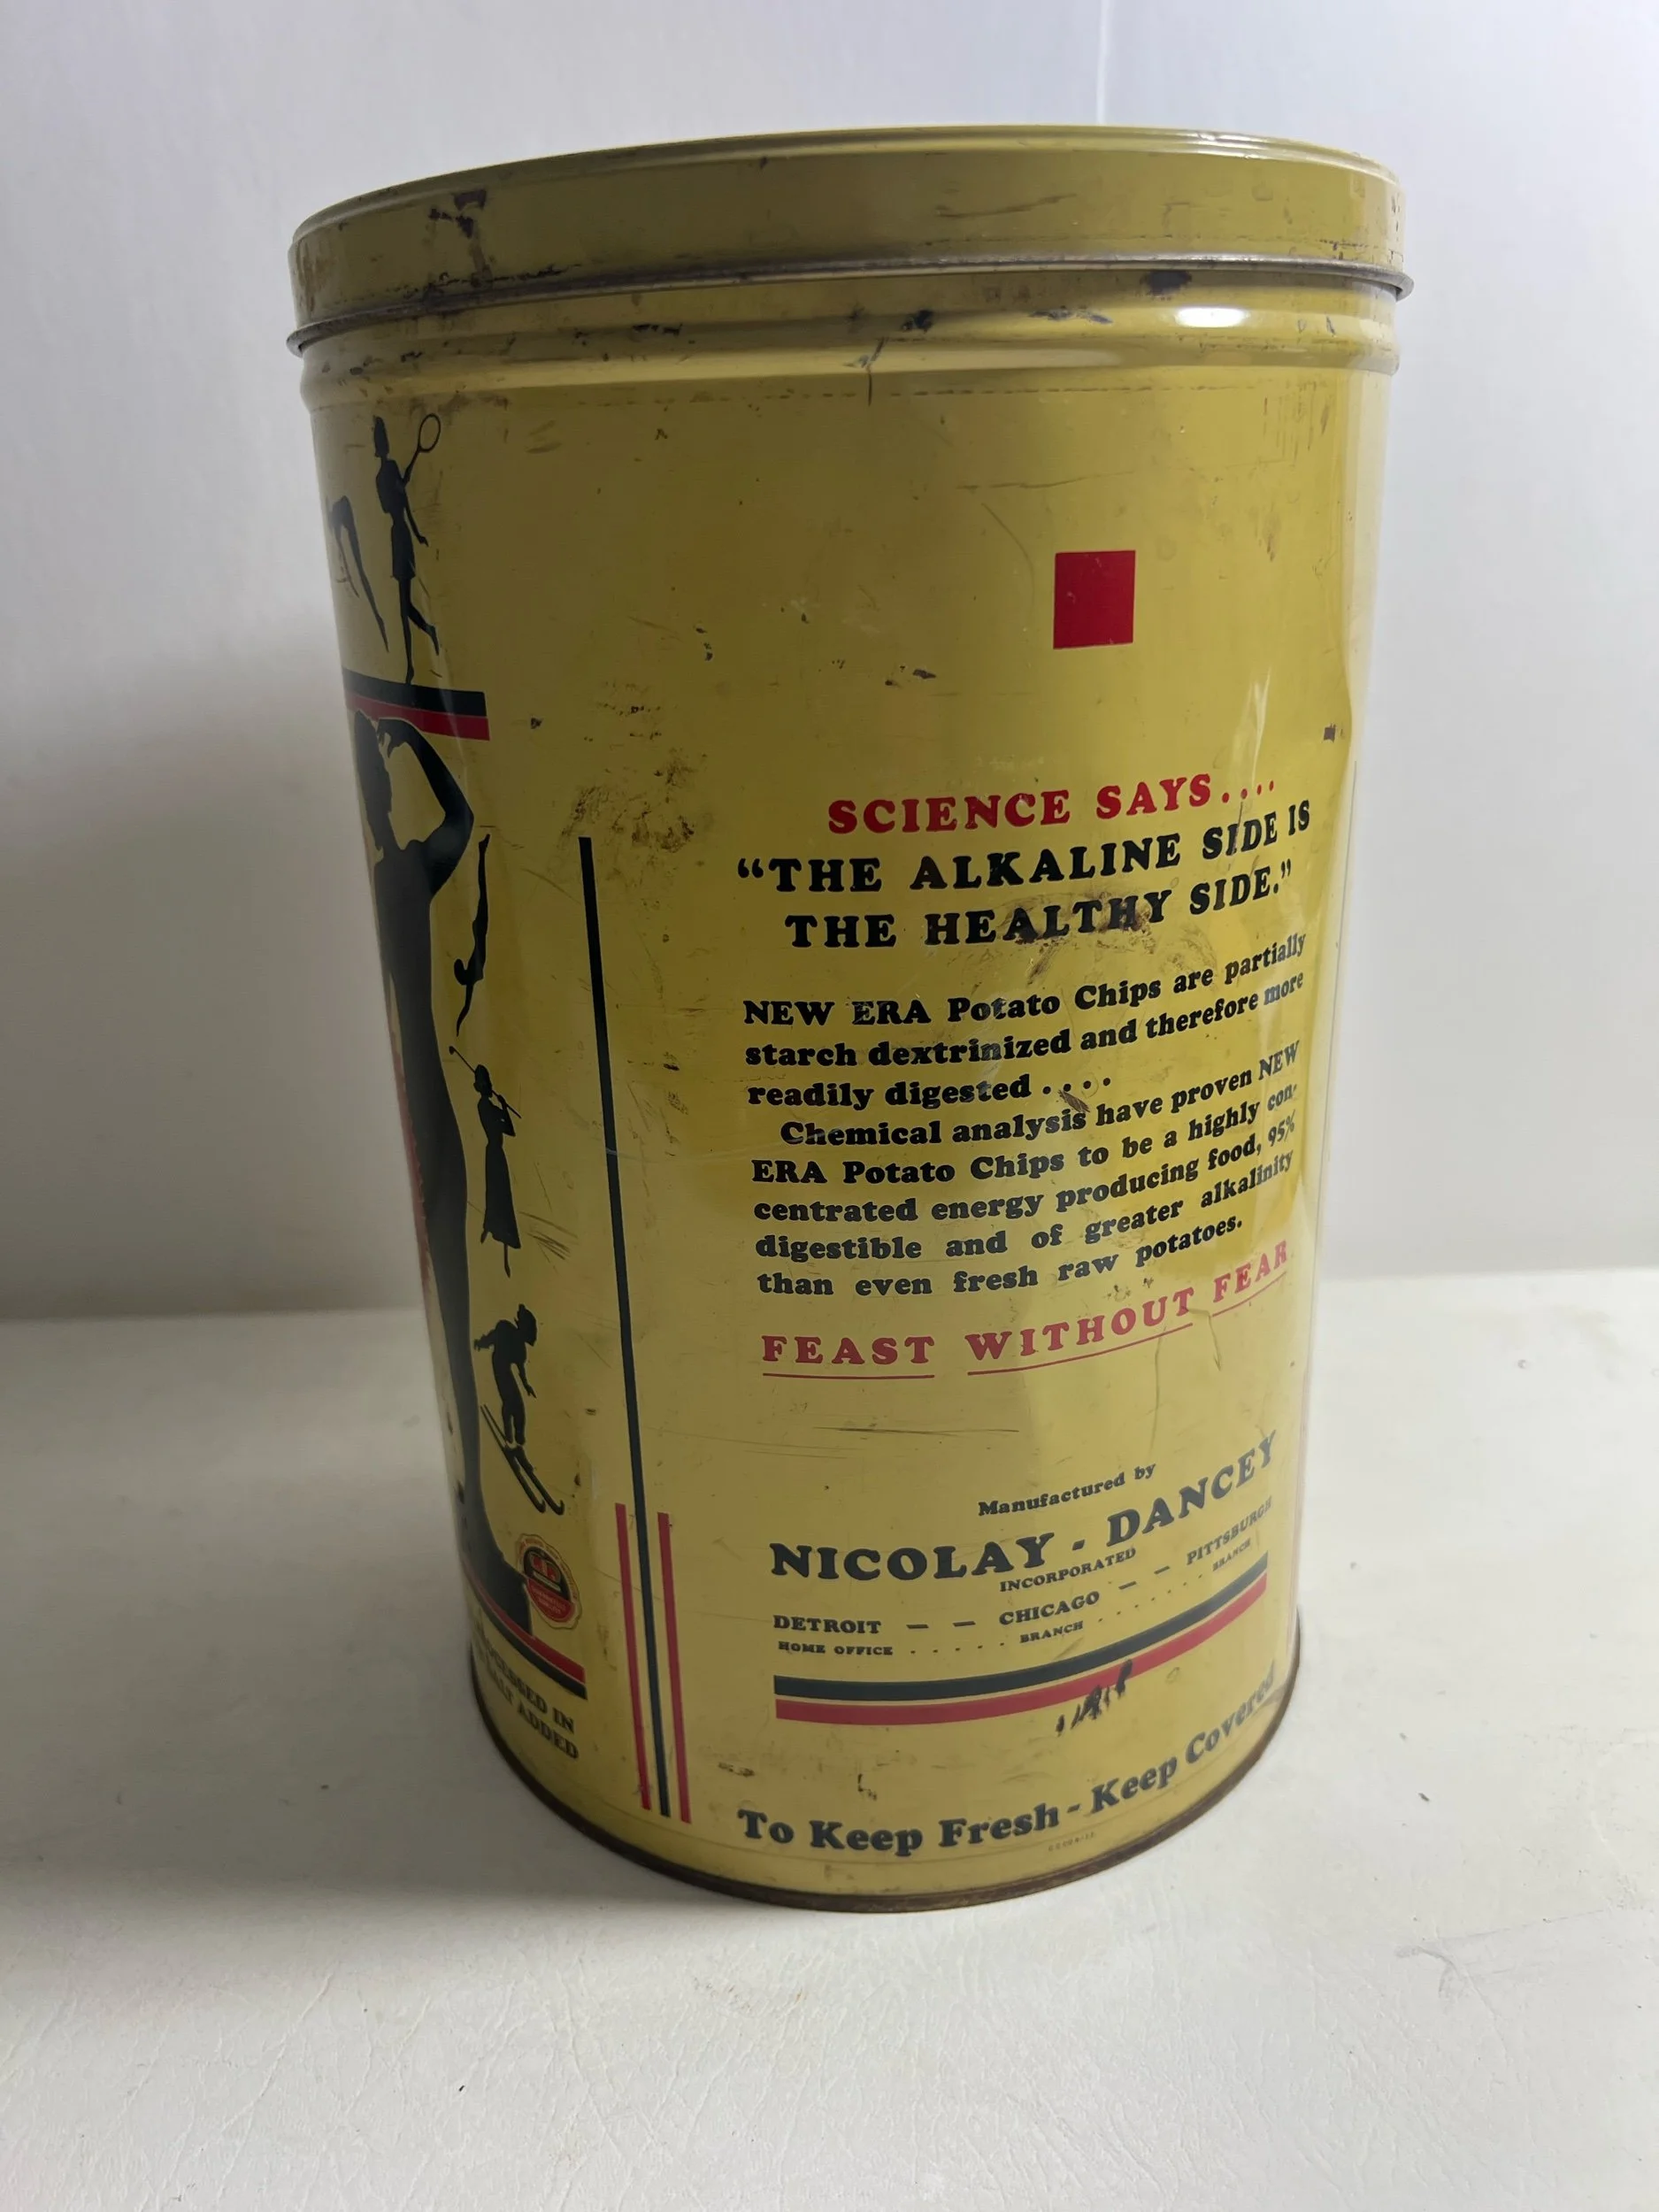 SCIENCE SAYS....
“THE ALKALINE SIDE IS
THE HEALTHY SIDE.”
NEW ERA Potato Chips are partially
starch dextrinized and therefore more
readily digested ....
Chemical analysis have proven NEW
ERA Potato Chips to be a highly con-
centrated energy producing food, 95%
digestible and of greater alkalinity
than even fresh raw potatoes.
FEAST WITHOUT FEAR
Manufactured by
NICOLAY - DANCEY
INCORPORATED
DETROIT — — CHICAGO — — PITTSBURGH
HOME OFFICE ..... BRANCH ....... BRANCH
To Keep Fresh - Keep Covered
IN
ADDED